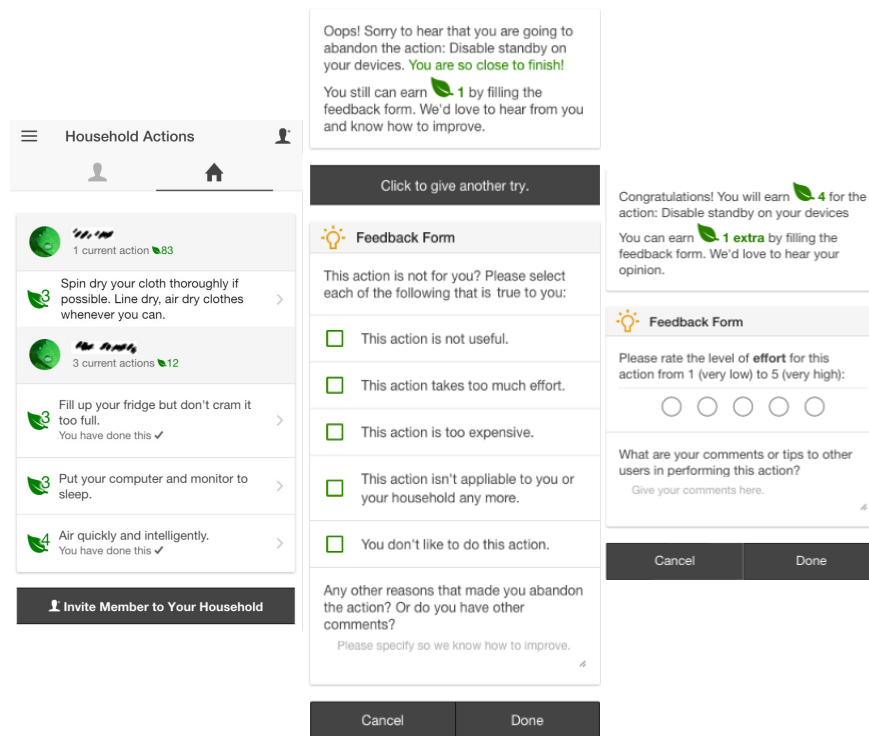 Household Actions
1 current action 83
3
Spin dry your cloth thoroughly if
possible. Line dry, air dry clothes
whenever you can.
3 current actions 12
3
Fill up your fridge but don't cram it
too full.
You have done this ✓
3
Put your computer and monitor to
sleep.
4
Air quickly and intelligently.
You have done this ✓
Invite Member to Your Household
Oops! Sorry to hear that you are going to
abandon the action: Disable standby on
your devices. You are so close to finish!
You still can earn 1 by filling the
feedback form. We'd love to hear from you
and know how to improve.
Click to give another try.
Feedback Form
This action is not for you? Please select
each of the following that is true to you:
This action is not useful.
This action takes too much effort.
This action is too expensive.
This action isn't appliable to you or
your household any more.
You don't like to do this action.
Any other reasons that made you abandon
the action? Or do you have other
comments?
Please specify so we know how to improve.
Cancel
Done
Congratulations! You will earn 4 for the
action: Disable standby on your devices
You can earn 1 extra by filling the
feedback form. We'd love to hear your
opinion.
Feedback Form
Please rate the level of effort for this
action from 1 (very low) to 5 (very high):
What are your comments or tips to other
users in performing this action?
Give your comments here.
Cancel
Done